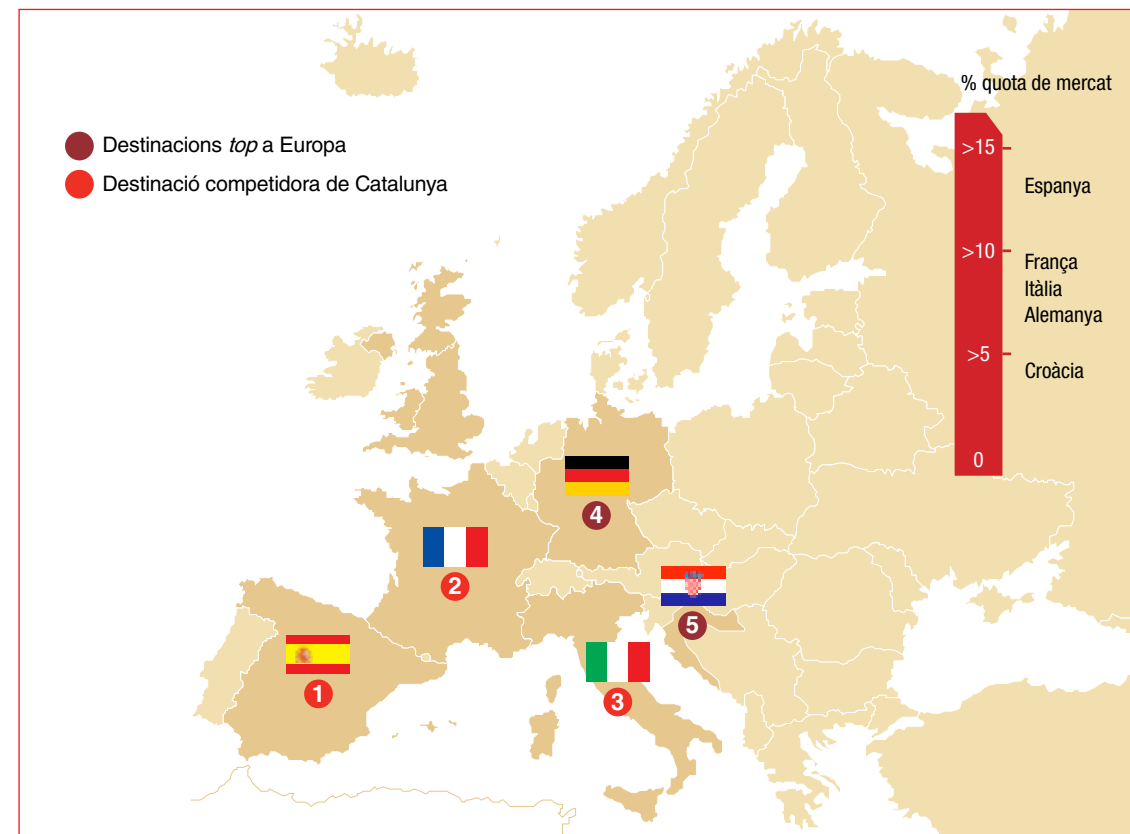 % quota de mercat
Destinacions top a Europa
Destinació competidora de Catalunya
>15
Espanya
>10
França
Itàlia
Alemanya
>5
Croàcia
0
4
2
5
1
3